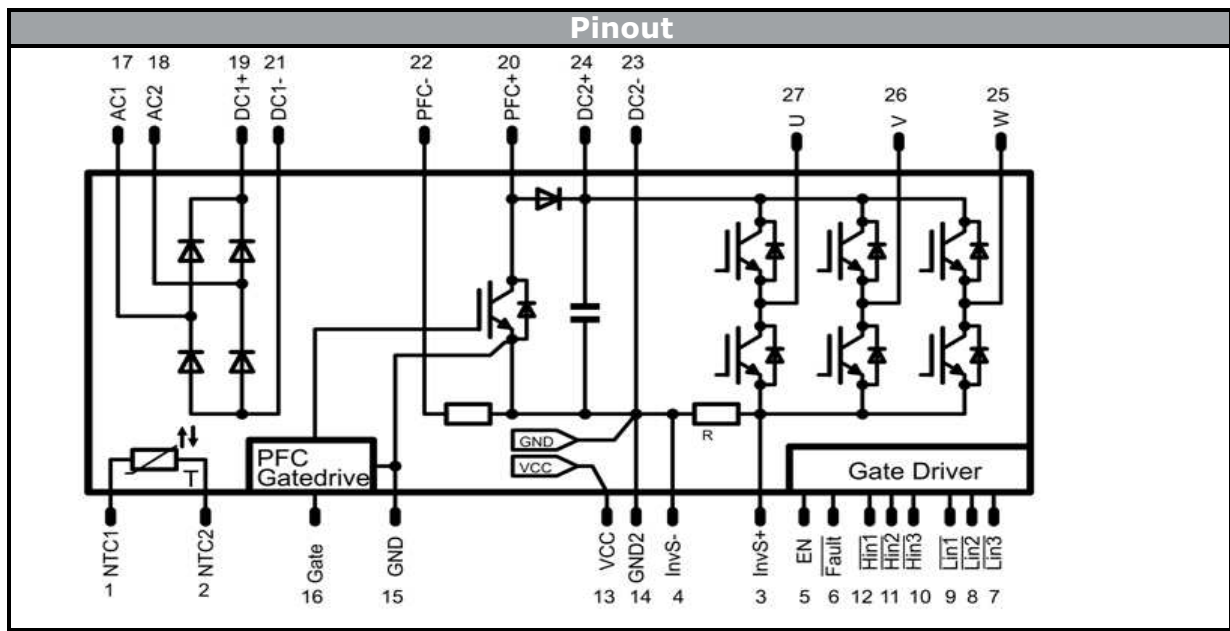 Pinout
17 18 19 21 22 20 24 23 27 26 25
AC1 AC2 DC1+ DC1- PFC- PFC+ DC2+ DC2- U V W
R
GND
VCC
PFC
Gatedrive
T
Gate Driver
NTC1 NTC2 Gate GND VCC GND2 InvS- InvS+ EN Fault Hin1 Hin2 Hin3 Lin1 Lin2 Lin3
1 2 16 15 13 14 4 3 5 6 12 11 10 9 8 7